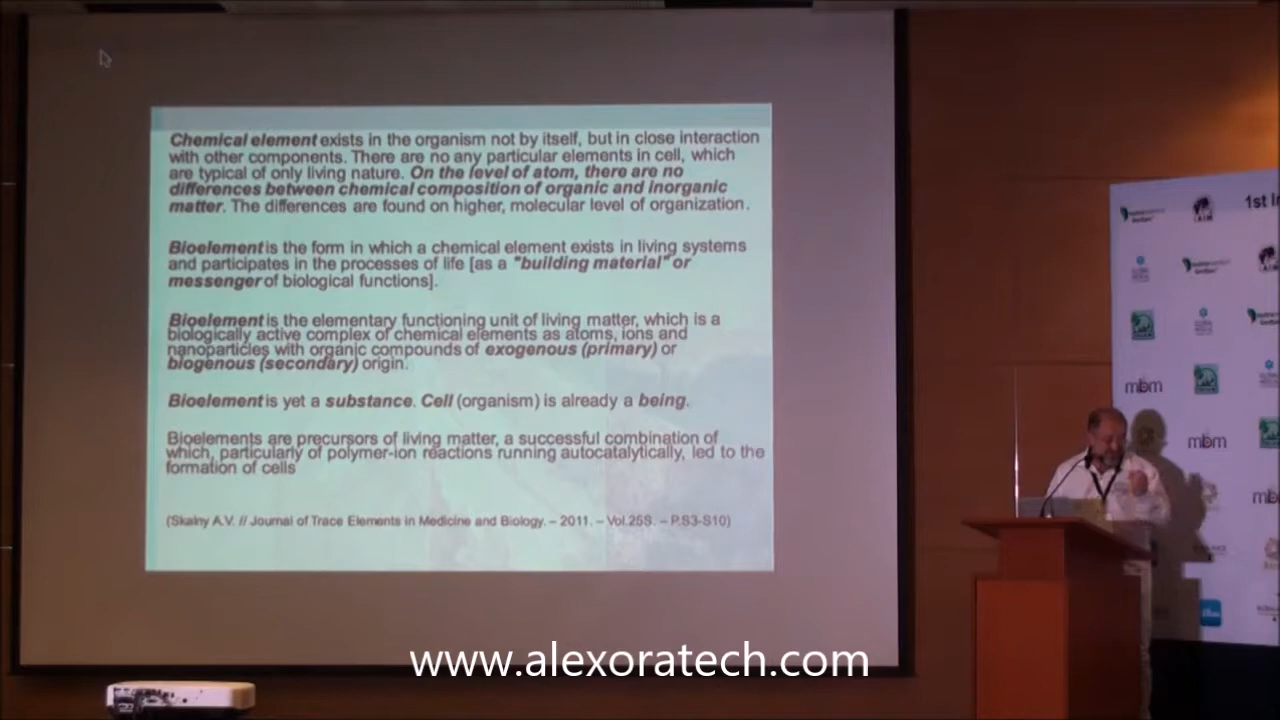 Chemical element exists in the organism not by itself, but in close interaction
with other components. There are no any particular elements in cell, which
are typical of only living nature. On the level of atom, there are no
differences between chemical composition of organic and inorganic
matter. The differences are found on higher, molecular level of organization.
Bioelement is the form in which a chemical element exists in living systems
and participates in the processes of life [as a "building material" or
messenger of biological functions].
Bioelement is the elementary functioning unit of living matter, which is a
biologically active complex of chemical elements as atoms, ions and
nanoparticles with organic compounds of exogenous (primary) or
biogenous (secondary) origin.
Bioelement is yet a substance. Cell (organism) is already a being.
Bioelements are precursors of living matter, a successful combination of
which, particularly of polymer-ion reactions running autocatalytically, led to the
formation of cells
(Skalny A.V. // Journal of Trace Elements in Medicine and Biology. – 2011. – Vol.25S. – P.S3-S10)
1st
AIM
mbm
mbm
www.alexoratech.com